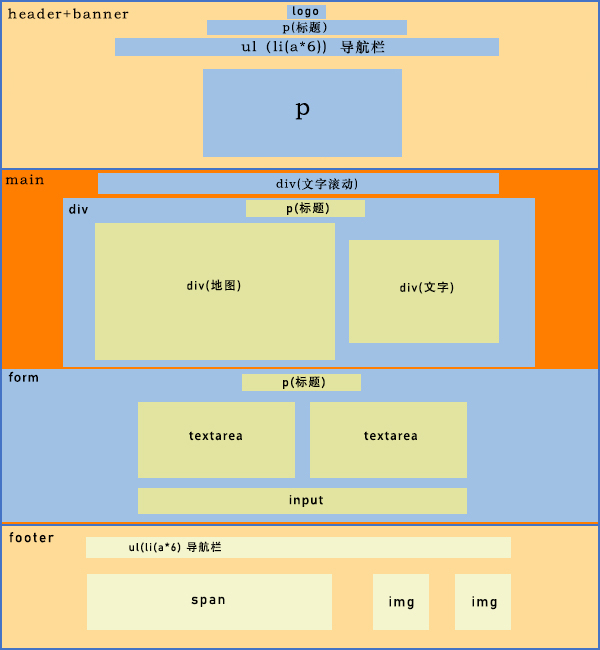 header+banner
logo
p(标题)
ul (li(a*6)) 导航栏
p
main
div(文字滚动)
div
p(标题)
div(地图)
div(文字)
form
p(标题)
textarea
textarea
input
footer
ul(li(a*6) 导航栏
span
img
img